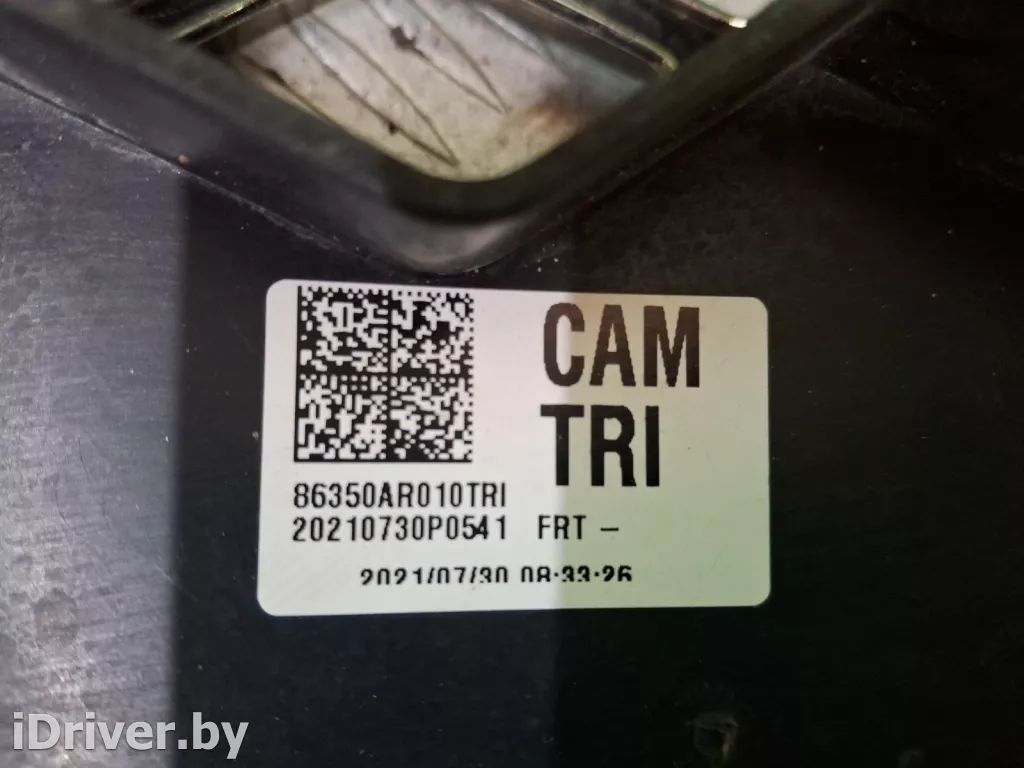 CAM
TRI
86350AR010TRI
20210730P0541 FRT -
2021/07/30 08:33:26
iDriver.by